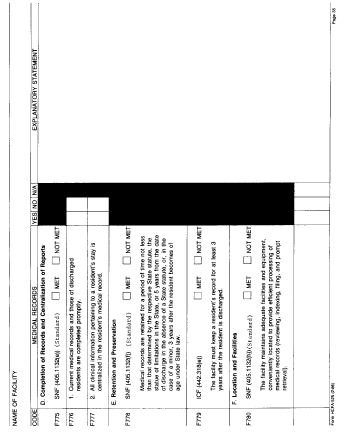 NAME OF FACILITY
CODE
MEDICAL RECORDS
YES
NO
N/A
EXPLANATORY STATEMENT
D. Completion of Records and Centralization of Reports
F775
SNF (405.1132(e)) (Standard)
MET
NOT MET
F776
1. Current medical records and those of discharged
residents are completed promptly.
F777
2. All clinical information pertaining to a resident's stay is
centralized in the resident's medical record.
E. Retention and Preservation
F778
SNF (405.1132(f)) (Standard)
MET
NOT MET
Medical records are retained for a period of time not less
than that determined by the respective State statute, the
statute of limitations in the State, or 5 years from the date
of discharge in the absence of a State statute, or, in the
case of a minor, 3 years after the resident becomes of
age under State law.
F779
ICF (442.318(e))
MET
NOT MET
The facility must keep a resident's record for at least 3
years after the resident is discharged.
F. Location and Facilities
F780
SNF (405.1132(h)) (Standard)
MET
NOT MET
The facility maintains adequate facilities and equipment,
conveniently located to provide efficient processing of
medical records (reviewing, indexing, filing, and prompt
retrieval).
Form HCFA-525 (2-86)
Page 35